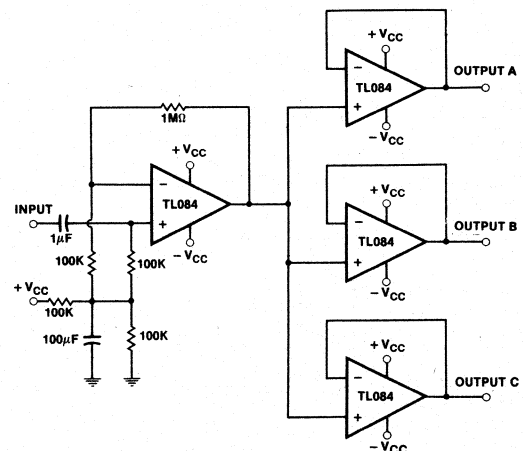 + VCC
−
TL084
+
− VCC
OUTPUT A
1MΩ
+ VCC
−
TL084
+
− VCC
INPUT
1μF
100K
100K
+ VCC
100K
100μF
100K
+ VCC
−
TL084
+
− VCC
OUTPUT B
+ VCC
−
TL084
+
− VCC
OUTPUT C